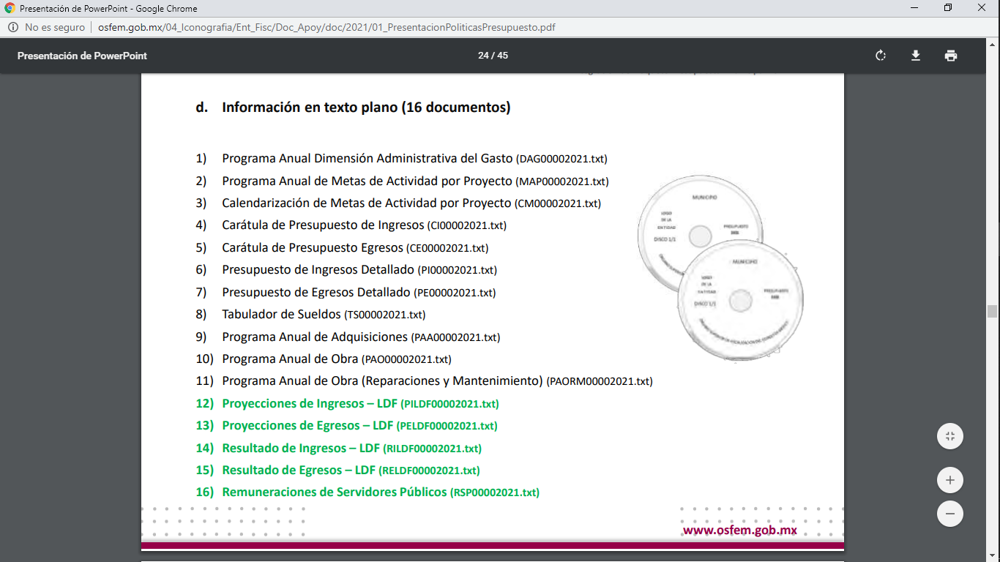 Presentación de PowerPoint - Google Chrome
No es seguro | osfem.gob.mx/04_Iconografia/Ent_Fisc/Doc_Apoy/doc/2021/01_PresentacionPoliticasPresupuesto.pdf
Presentación de PowerPoint 24 / 45
d. Información en texto plano (16 documentos)
1) Programa Anual Dimensión Administrativa del Gasto (DAG00002021.txt)
2) Programa Anual de Metas de Actividad por Proyecto (MAP00002021.txt)
3) Calendarización de Metas de Actividad por Proyecto (CM00002021.txt)
4) Carátula de Presupuesto de Ingresos (CI00002021.txt)
5) Carátula de Presupuesto Egresos (CE00002021.txt)
6) Presupuesto de Ingresos Detallado (PI00002021.txt)
7) Presupuesto de Egresos Detallado (PE00002021.txt)
8) Tabulador de Sueldos (TS00002021.txt)
9) Programa Anual de Adquisiciones (PAA00002021.txt)
10) Programa Anual de Obra (PAO00002021.txt)
11) Programa Anual de Obra (Reparaciones y Mantenimiento) (PAORM00002021.txt)
12) Proyecciones de Ingresos – LDF (PILDF00002021.txt)
13) Proyecciones de Egresos – LDF (PELDF00002021.txt)
14) Resultado de Ingresos – LDF (RILDF00002021.txt)
15) Resultado de Egresos – LDF (RELDF00002021.txt)
16) Remuneraciones de Servidores Públicos (RSP00002021.txt)
MUNICIPIO
LOGO
DE LA
ENTIDAD
PRESUPUESTO
DISCO 1/1
MUNICIPIO
LOGO
DE LA
ENTIDAD
PRESUPUESTO
DISCO 1/1
www.osfem.gob.mx